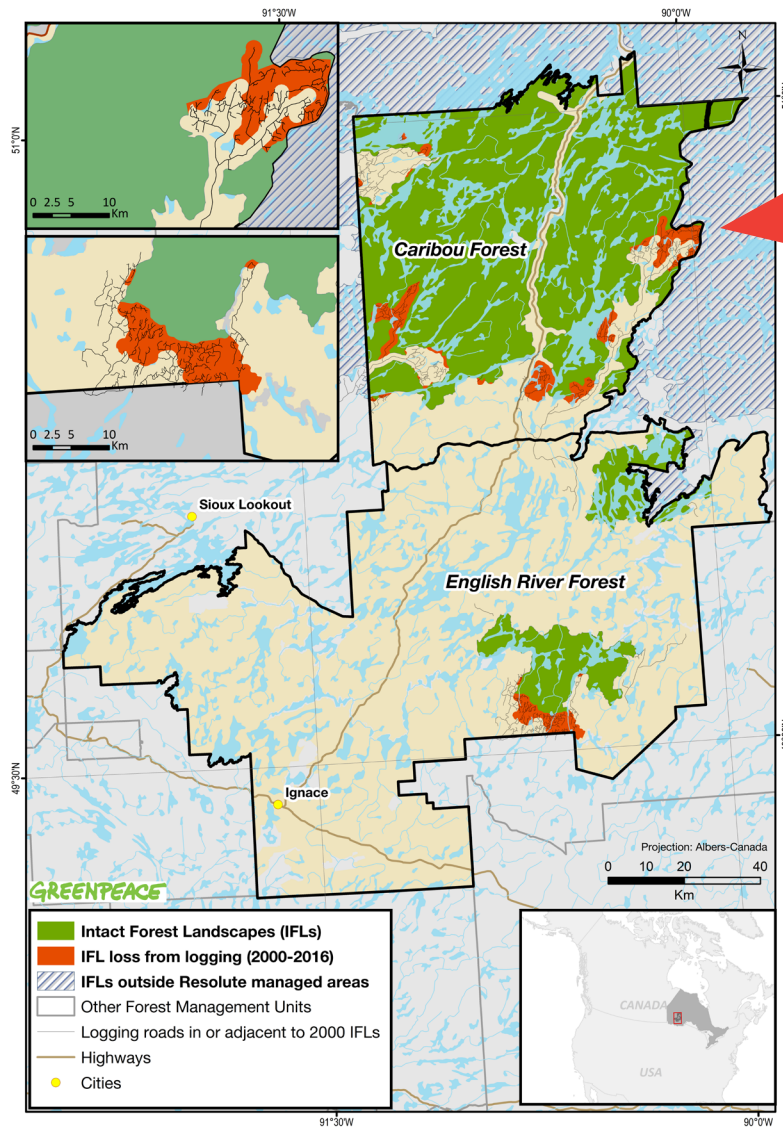 91°30'W
90°0'W
N
51°0'N
0 2.5 5 10
Km
Caribou Forest
0 2.5 5 10
Km
Sioux Lookout
English River Forest
49°30'N
Ignace
Projection: Albers-Canada
0 10 20 40
Km
GREENPEACE
Intact Forest Landscapes (IFLs)
IFL loss from logging (2000-2016)
IFLs outside Resolute managed areas
Other Forest Management Units
Logging roads in or adjacent to 2000 IFLs
Highways
Cities
CANADA
USA
91°30'W
90°0'W